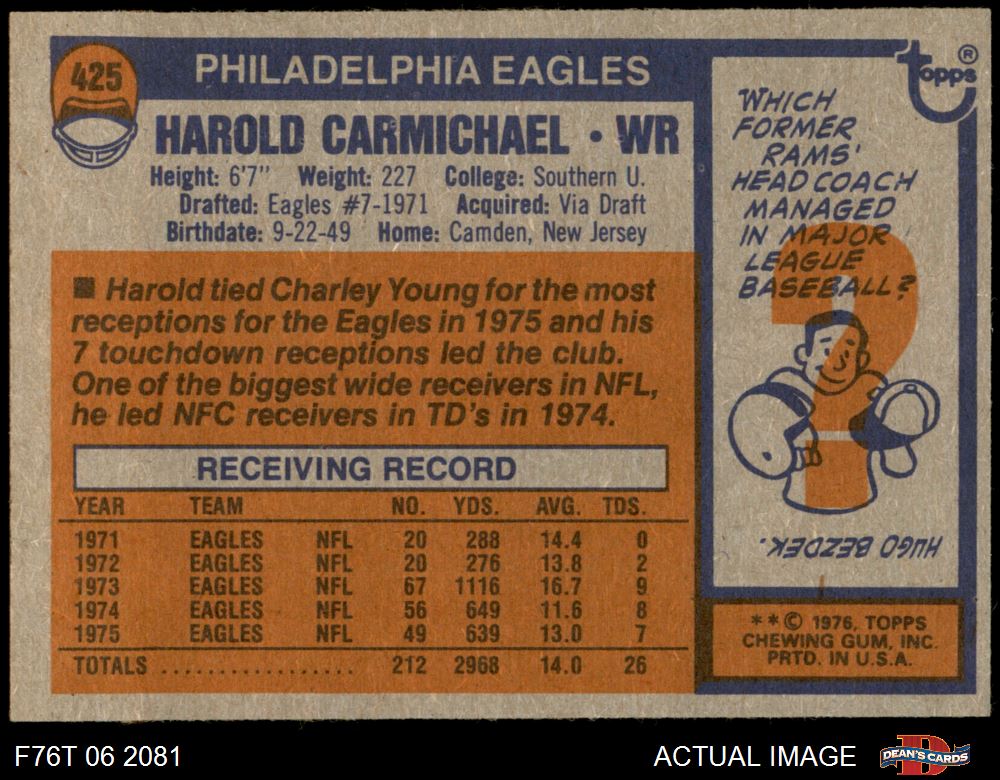 425
PHILADELPHIA EAGLES
HAROLD CARMICHAEL • WR
Height: 6'7" Weight: 227 College: Southern U.
Drafted: Eagles #7-1971 Acquired: Via Draft
Birthdate: 9-22-49 Home: Camden, New Jersey
■ Harold tied Charley Young for the most
receptions for the Eagles in 1975 and his
7 touchdown receptions led the club.
One of the biggest wide receivers in NFL,
he led NFC receivers in TD's in 1974.
RECEIVING RECORD
YEAR TEAM NO. YDS. AVG. TDS.
1971 EAGLES NFL 20 288 14.4 0
1972 EAGLES NFL 20 276 13.8 2
1973 EAGLES NFL 67 1116 16.7 9
1974 EAGLES NFL 56 649 11.6 8
1975 EAGLES NFL 49 639 13.0 7
TOTALS .................. 212 2968 14.0 26
topps ®
WHICH
FORMER
RAMS'
HEAD COACH
MANAGED
IN MAJOR
LEAGUE
BASEBALL?
?
HUGO BEZDEK.
**© 1976, TOPPS
CHEWING GUM, INC.
PRTD. IN U.S.A.
F76T 06 2081
ACTUAL IMAGE
D
DEAN'S CARDS